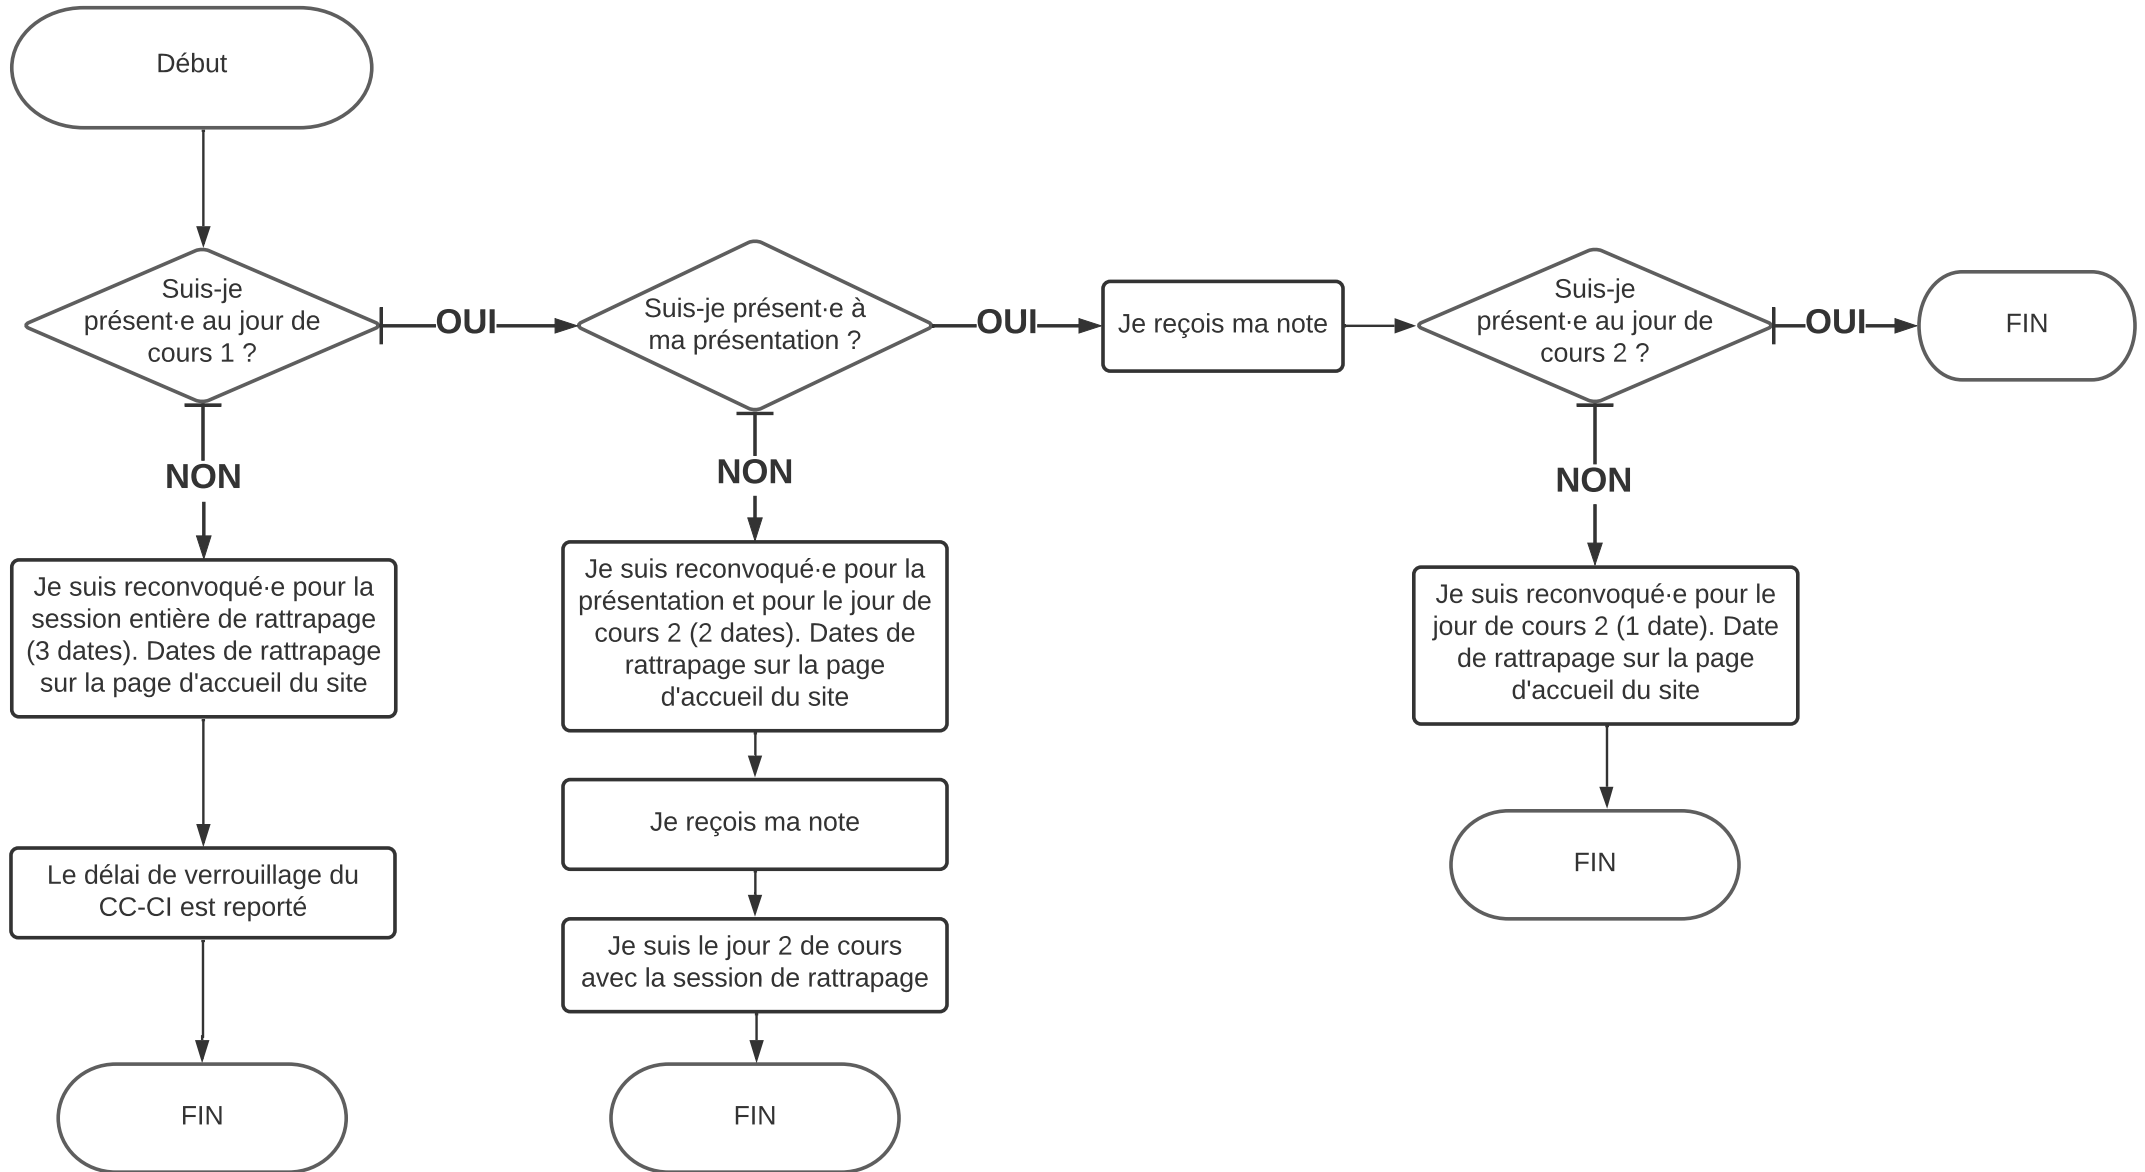 Début
Suis-je
présent·e au jour de
cours 1 ?
OUI
Suis-je présent·e à
ma présentation ?
OUI
Je reçois ma note
Suis-je
présent·e au jour de
cours 2 ?
OUI
FIN
NON
Je suis reconvoqué·e pour la
session entière de rattrapage
(3 dates). Dates de rattrapage
sur la page d'accueil du site
Le délai de verrouillage du
CC-CI est reporté
FIN
NON
Je suis reconvoqué·e pour la
présentation et pour le jour de
cours 2 (2 dates). Dates de
rattrapage sur la page
d'accueil du site
Je reçois ma note
Je suis le jour 2 de cours
avec la session de rattrapage
FIN
NON
Je suis reconvoqué·e pour le
jour de cours 2 (1 date). Date
de rattrapage sur la page
d'accueil du site
FIN